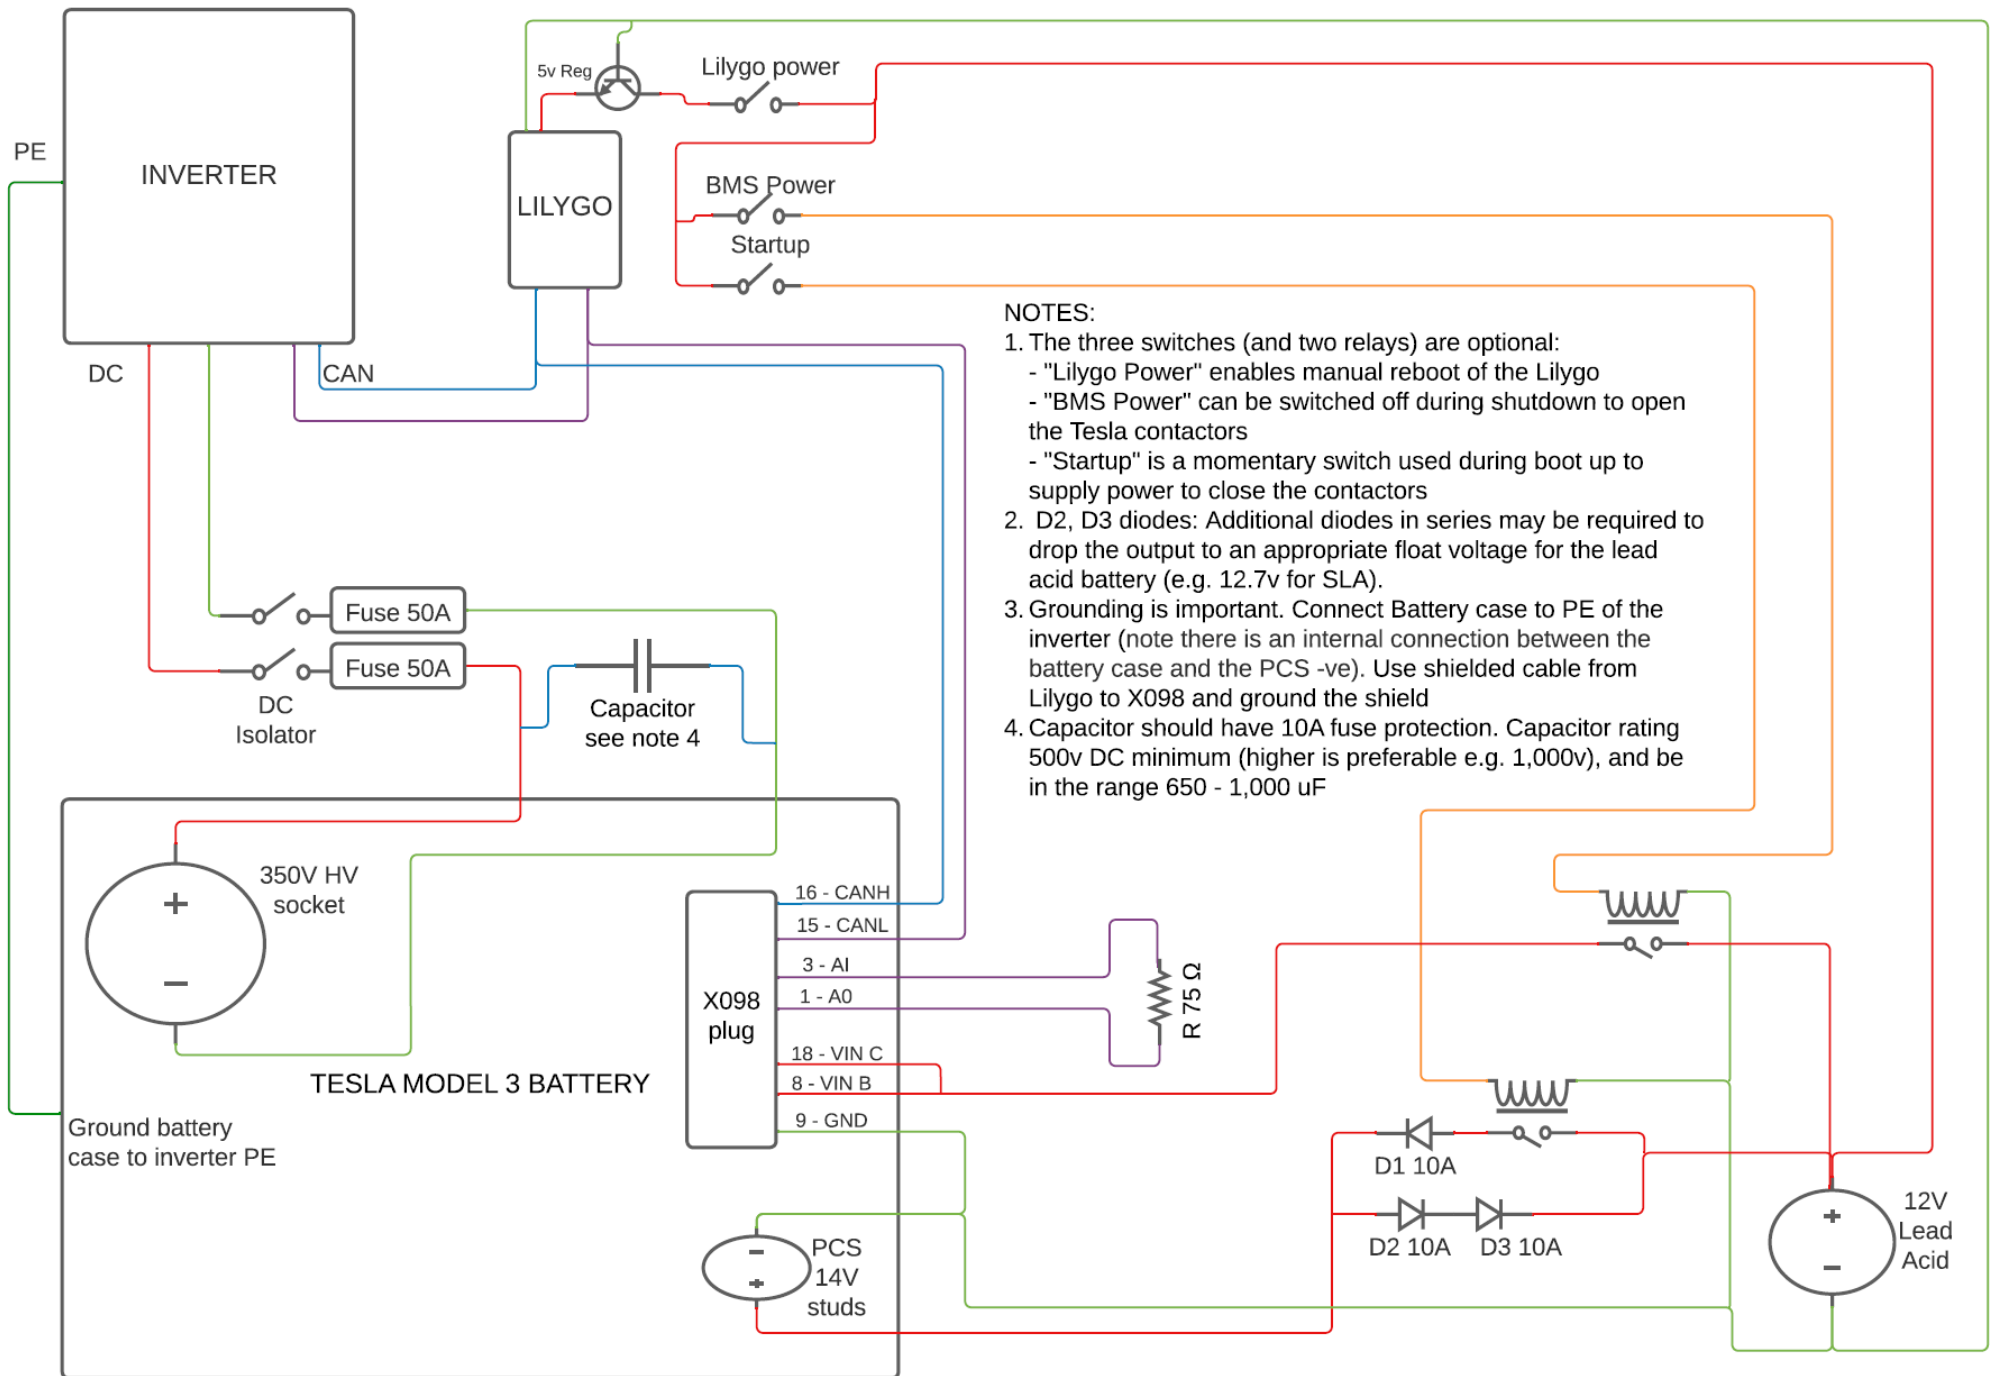 5v Reg
Lilygo power
PE
INVERTER
BMS Power
LILYGO
Startup
DC
CAN
NOTES:
1. The three switches (and two relays) are optional:
- "Lilygo Power" enables manual reboot of the Lilygo
- "BMS Power" can be switched off during shutdown to open
the Tesla contactors
- "Startup" is a momentary switch used during boot up to
supply power to close the contactors
2. D2, D3 diodes: Additional diodes in series may be required to
drop the output to an appropriate float voltage for the lead
acid battery (e.g. 12.7v for SLA).
3. Grounding is important. Connect Battery case to PE of the
inverter (note there is an internal connection between the
battery case and the PCS -ve). Use shielded cable from
Lilygo to X098 and ground the shield
4. Capacitor should have 10A fuse protection. Capacitor rating
500v DC minimum (higher is preferable e.g. 1,000v), and be
in the range 650 - 1,000 uF
Fuse 50A
Fuse 50A
DC
Isolator
Capacitor
see note 4
350V HV
socket
+
−
16 - CANH
15 - CANL
3 - AI
1 - A0
X098
plug
R 75 Ω
18 - VIN C
8 - VIN B
9 - GND
TESLA MODEL 3 BATTERY
Ground battery
case to inverter PE
D1 10A
D2 10A
D3 10A
PCS
14V
studs
−
+
12V
Lead
Acid
+
−